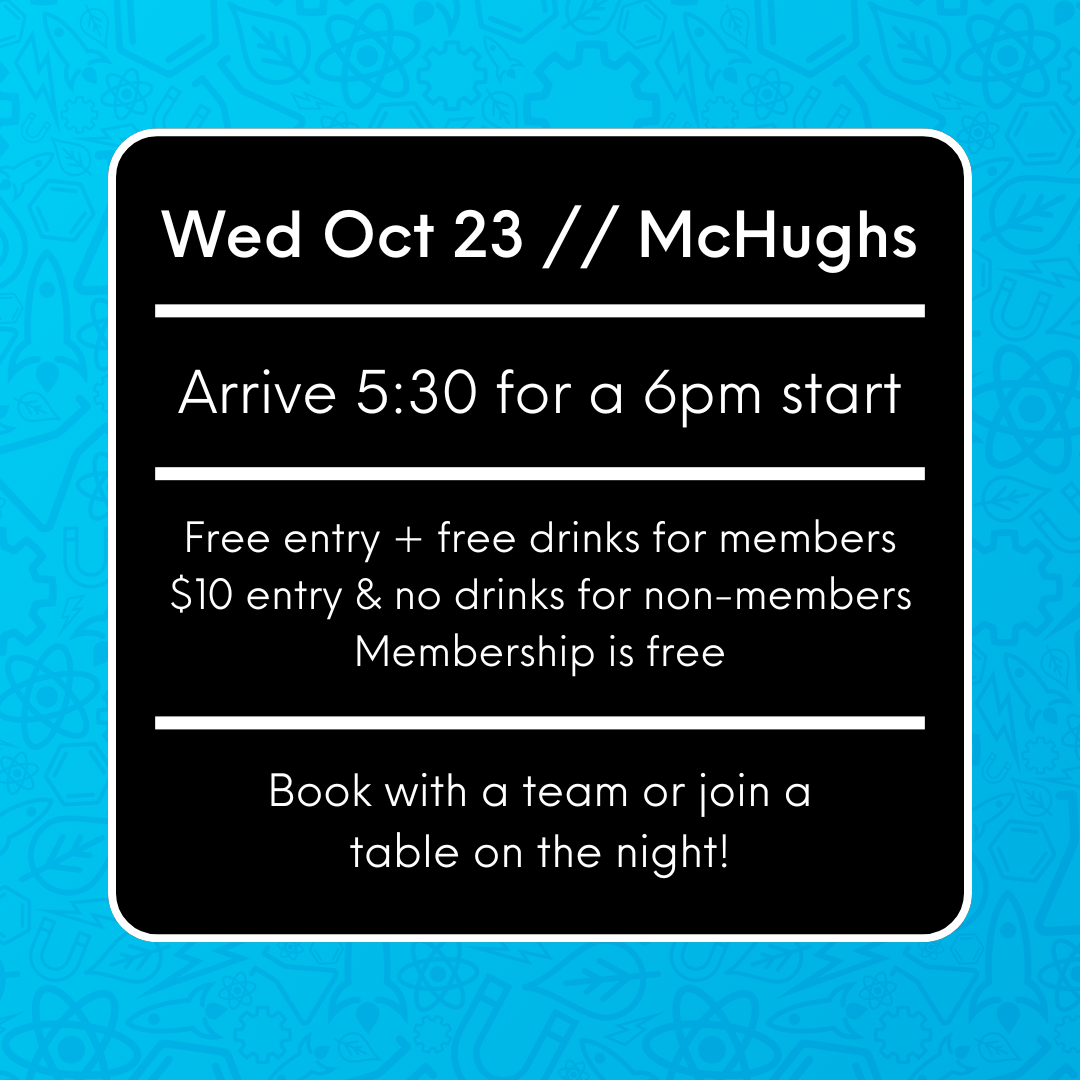 Wed Oct 23 // McHughs
Arrive 5:30 for a 6pm start
Free entry + free drinks for members
$10 entry & no drinks for non-members
Membership is free
Book with a team or join a
table on the night!